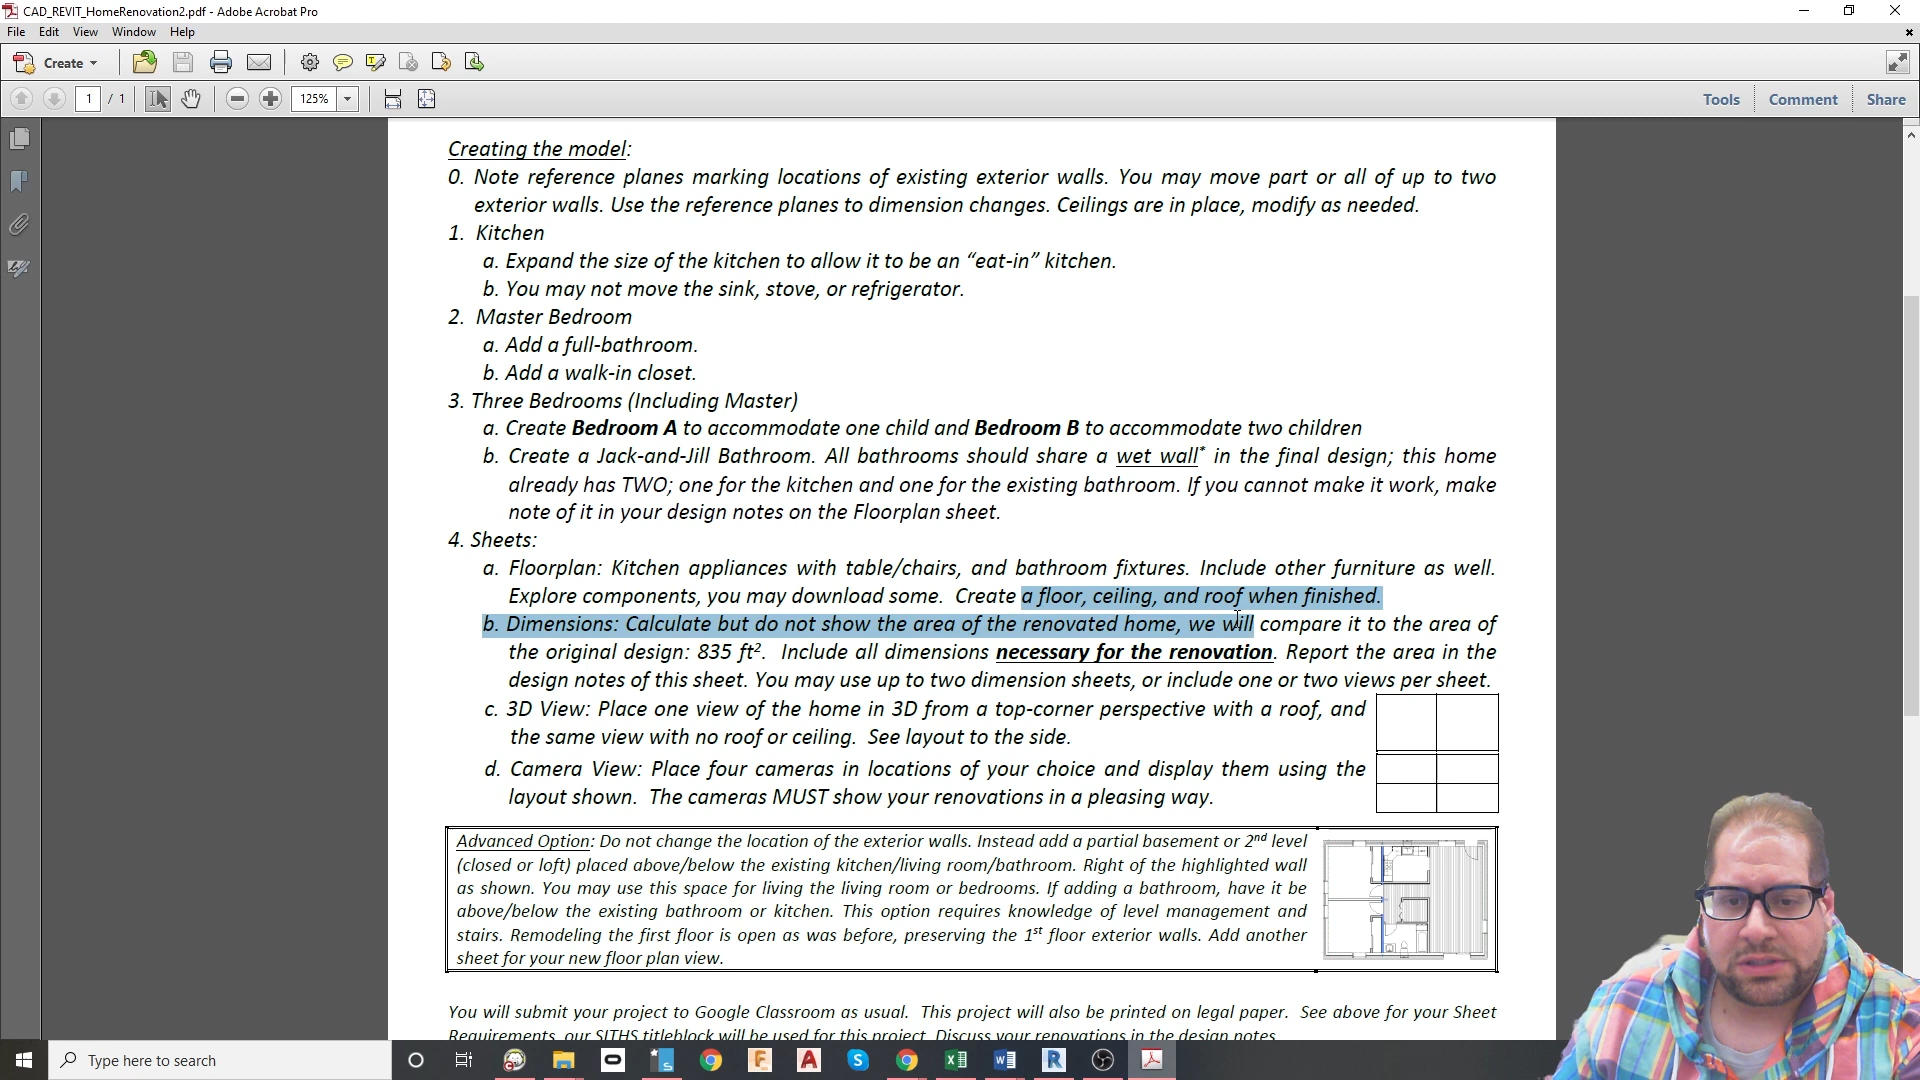 CAD_REVIT_HomeRenovation2.pdf - Adobe Acrobat Pro
File Edit View Window Help
Create
1 / 1
125%
Tools Comment Share
Creating the model:
0. Note reference planes marking locations of existing exterior walls. You may move part or all of up to two
exterior walls. Use the reference planes to dimension changes. Ceilings are in place, modify as needed.
1. Kitchen
a. Expand the size of the kitchen to allow it to be an “eat-in” kitchen.
b. You may not move the sink, stove, or refrigerator.
2. Master Bedroom
a. Add a full-bathroom.
b. Add a walk-in closet.
3. Three Bedrooms (Including Master)
a. Create Bedroom A to accommodate one child and Bedroom B to accommodate two children
b. Create a Jack-and-Jill Bathroom. All bathrooms should share a wet wall* in the final design; this home
already has TWO; one for the kitchen and one for the existing bathroom. If you cannot make it work, make
note of it in your design notes on the Floorplan sheet.
4. Sheets:
a. Floorplan: Kitchen appliances with table/chairs, and bathroom fixtures. Include other furniture as well.
Explore components, you may download some. Create a floor, ceiling, and roof when finished.
b. Dimensions: Calculate but do not show the area of the renovated home, we will compare it to the area of
the original design: 835 ft². Include all dimensions necessary for the renovation. Report the area in the
design notes of this sheet. You may use up to two dimension sheets, or include one or two views per sheet.
c. 3D View: Place one view of the home in 3D from a top-corner perspective with a roof, and
the same view with no roof or ceiling. See layout to the side.
d. Camera View: Place four cameras in locations of your choice and display them using the
layout shown. The cameras MUST show your renovations in a pleasing way.
Advanced Option: Do not change the location of the exterior walls. Instead add a partial basement or 2nd level
(closed or loft) placed above/below the existing kitchen/living room/bathroom. Right of the highlighted wall
as shown. You may use this space for living the living room or bedrooms. If adding a bathroom, have it be
above/below the existing bathroom or kitchen. This option requires knowledge of level management and
stairs. Remodeling the first floor is open as was before, preserving the 1st floor exterior walls. Add another
sheet for your new floor plan view.
You will submit your project to Google Classroom as usual. This project will also be printed on legal paper. See above for your Sheet
Requirements, our SITHS titleblock will be used for this project. Discuss your renovations in the design notes
Type here to search